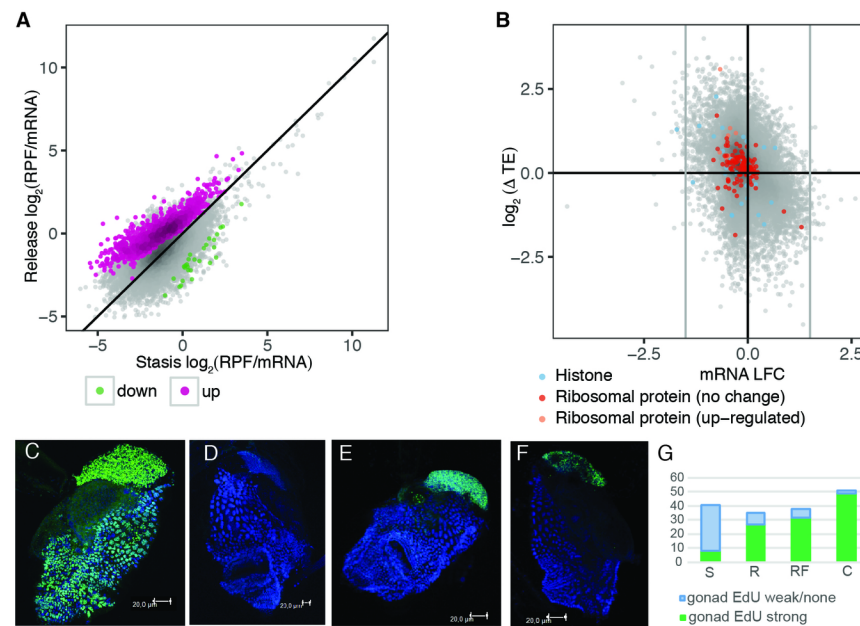 A
Release log2(RPF/mRNA)
10
5
0
−5
−5
0
5
10
Stasis log2(RPF/mRNA)
down
up
B
log2 (Δ TE)
2.5
0.0
−2.5
−2.5
0.0
2.5
mRNA LFC
Histone
Ribosomal protein (no change)
Ribosomal protein (up−regulated)
C
20,0 µm
D
20,0 µm
E
20,0 µm
F
20,0 µm
G
60
50
40
30
20
10
0
S
R
RF
C
gonad EdU weak/none
gonad EdU strong